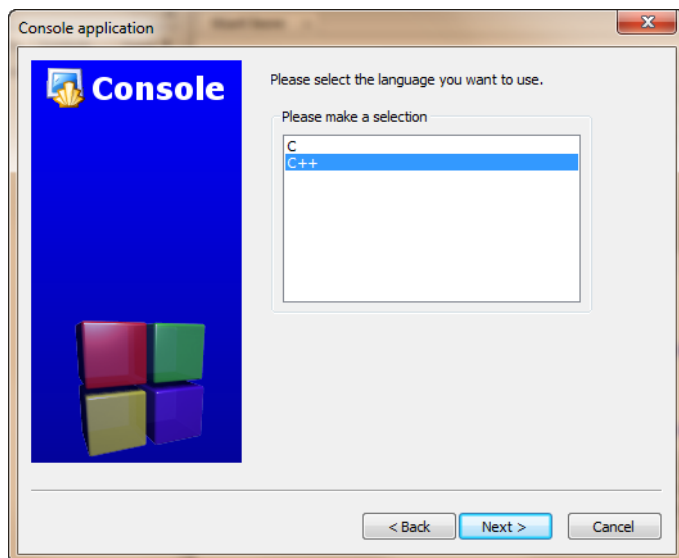 Console application
Console
Please select the language you want to use.
Please make a selection
C
C++
< Back
Next >
Cancel